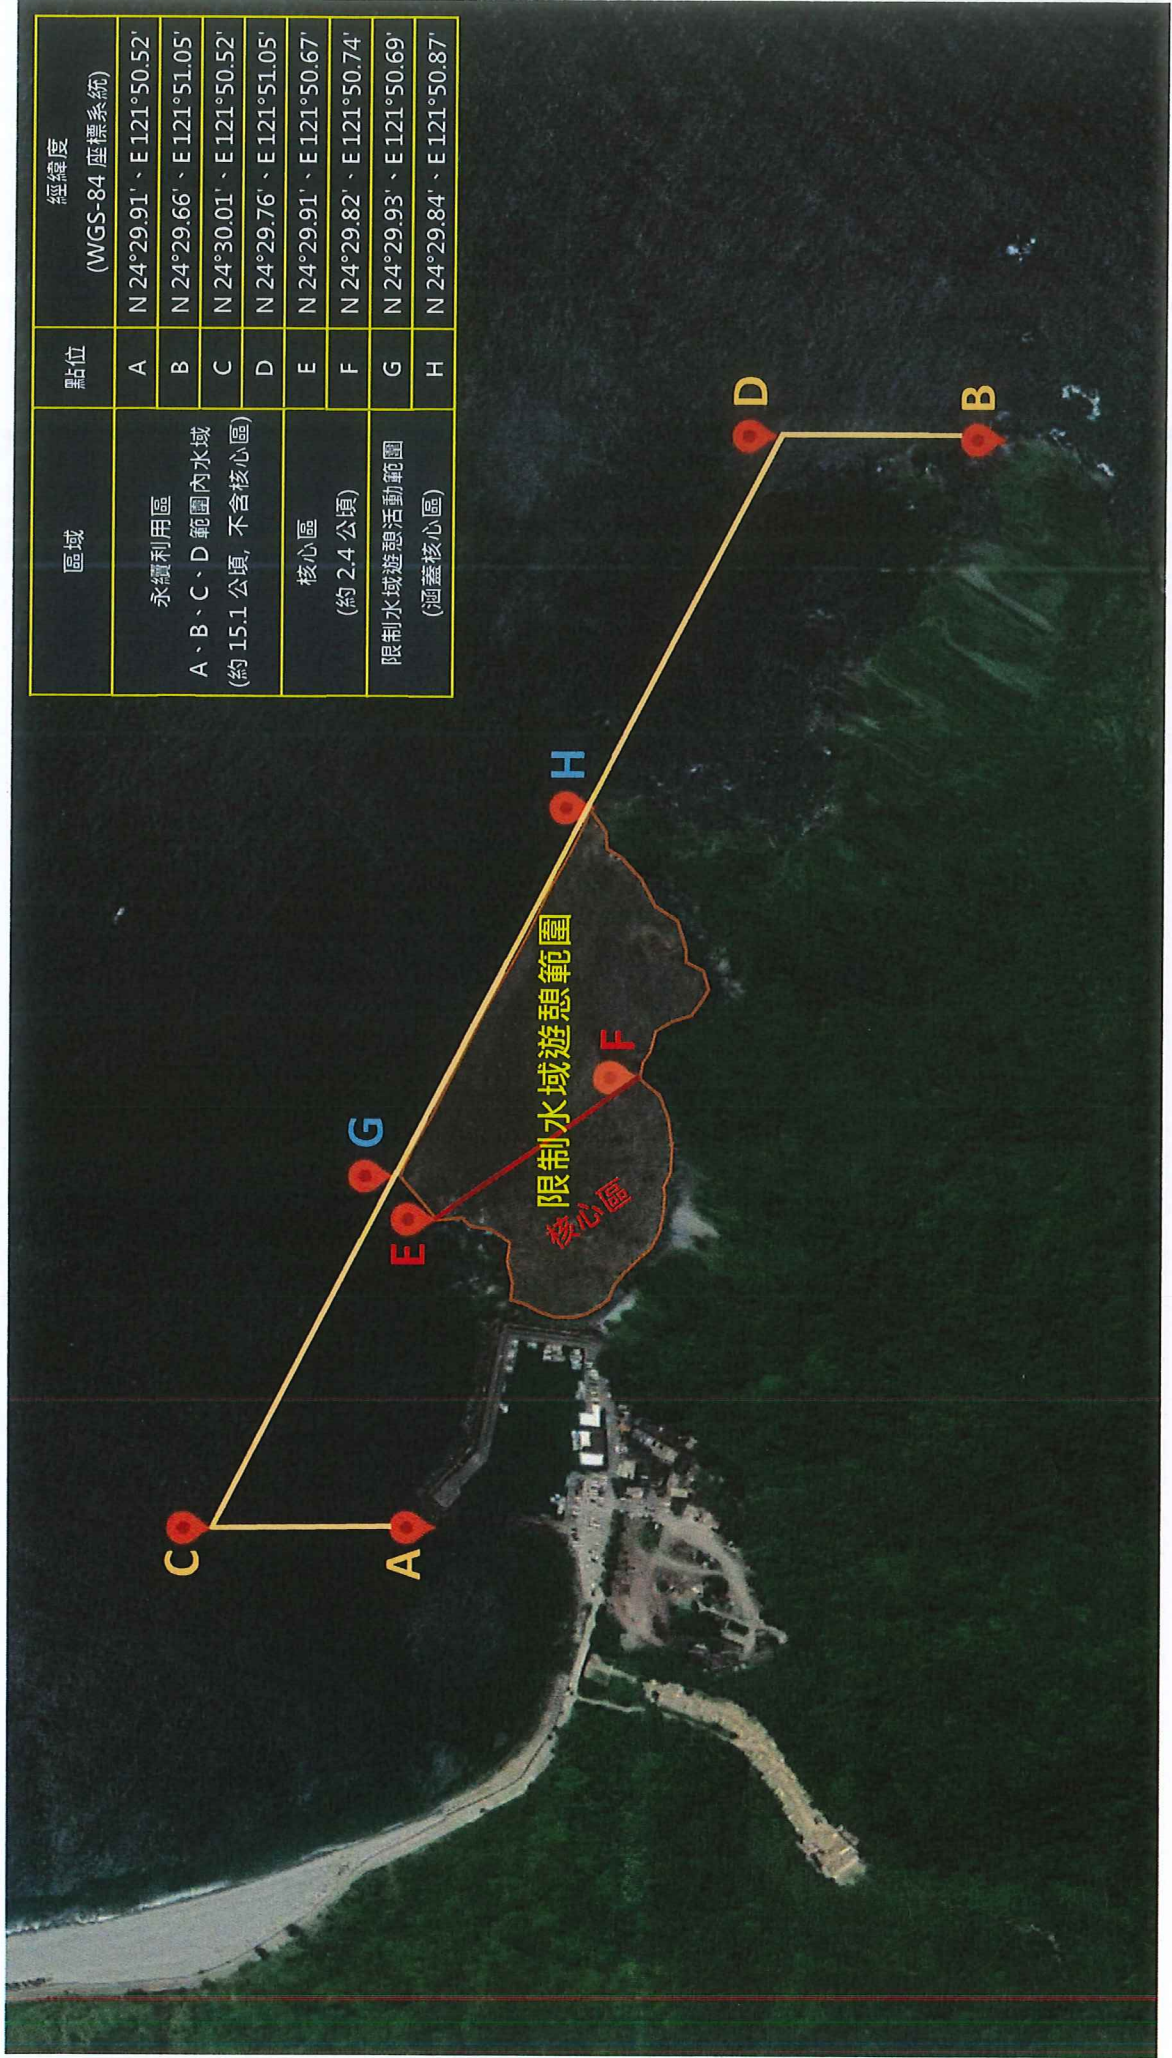 區域 點位 經緯度
(WGS-84 座標系統)
永續利用區
A、B、C、D 範圍內水域
(約 15.1 公頃, 不含核心區)
A N 24°29.91'、E 121°50.52'
B N 24°29.66'、E 121°51.05'
C N 24°30.01'、E 121°50.52'
D N 24°29.76'、E 121°51.05'
核心區
(約 2.4 公頃)
E N 24°29.91'、E 121°50.67'
F N 24°29.82'、E 121°50.74'
限制水域遊憩活動範圍
(涵蓋核心區)
G N 24°29.93'、E 121°50.69'
H N 24°29.84'、E 121°50.87'
C
A
G
E
H
D
B
F
限制水域遊憩範圍
核心區